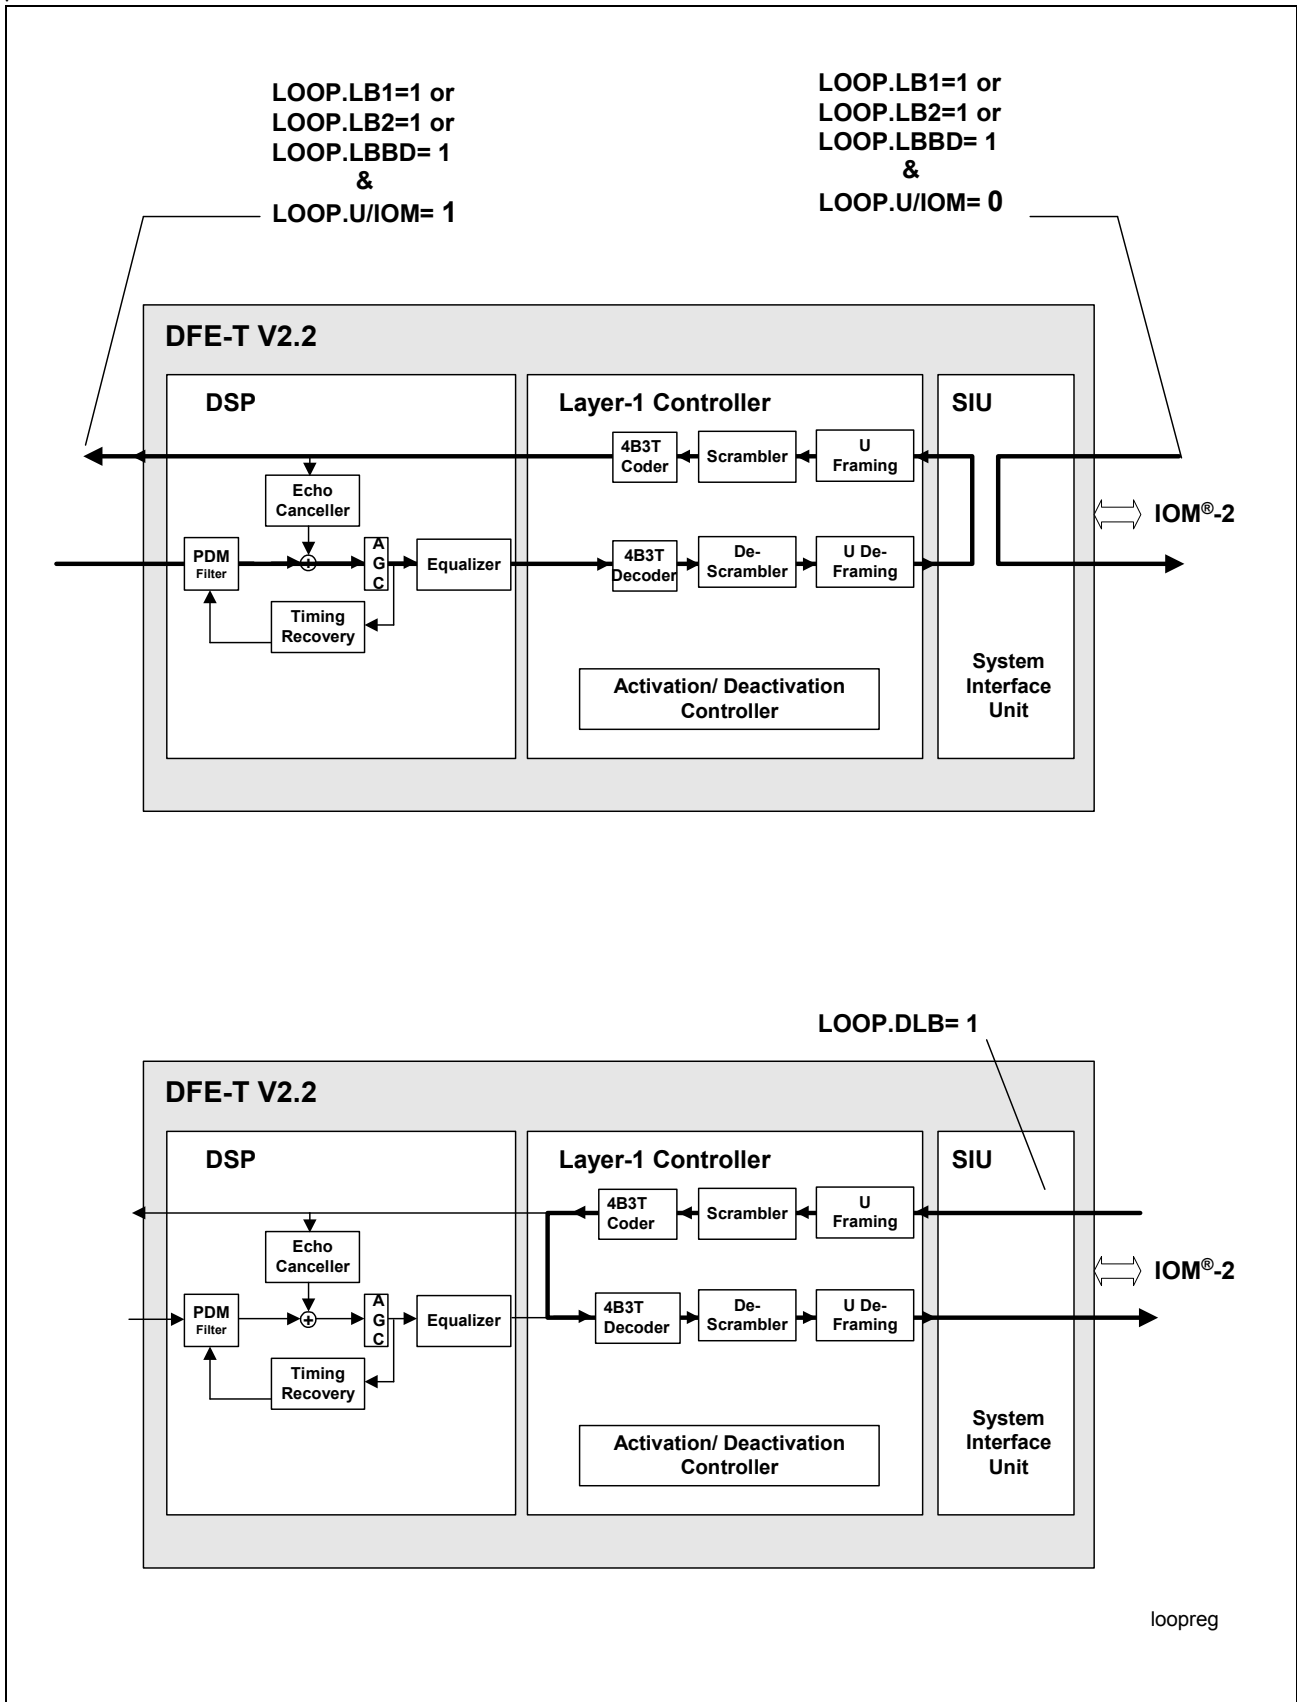 LOOP.LB1=1 or
LOOP.LB2=1 or
LOOP.LBBD= 1
&
LOOP.U/IOM= 1
LOOP.LB1=1 or
LOOP.LB2=1 or
LOOP.LBBD= 1
&
LOOP.U/IOM= 0
DFE-T V2.2
DSP
Layer-1 Controller
SIU
4B3T
Coder
Scrambler
U
Framing
Echo
Canceller
IOM®-2
PDM
Filter
+
A
G
C
Equalizer
4B3T
Decoder
De-
Scrambler
U De-
Framing
Timing
Recovery
Activation/ Deactivation
Controller
System
Interface
Unit
LOOP.DLB= 1
DFE-T V2.2
DSP
Layer-1 Controller
SIU
4B3T
Coder
Scrambler
U
Framing
Echo
Canceller
IOM®-2
PDM
Filter
+
A
G
C
Equalizer
4B3T
Decoder
De-
Scrambler
U De-
Framing
Timing
Recovery
Activation/ Deactivation
Controller
System
Interface
Unit
loopreg